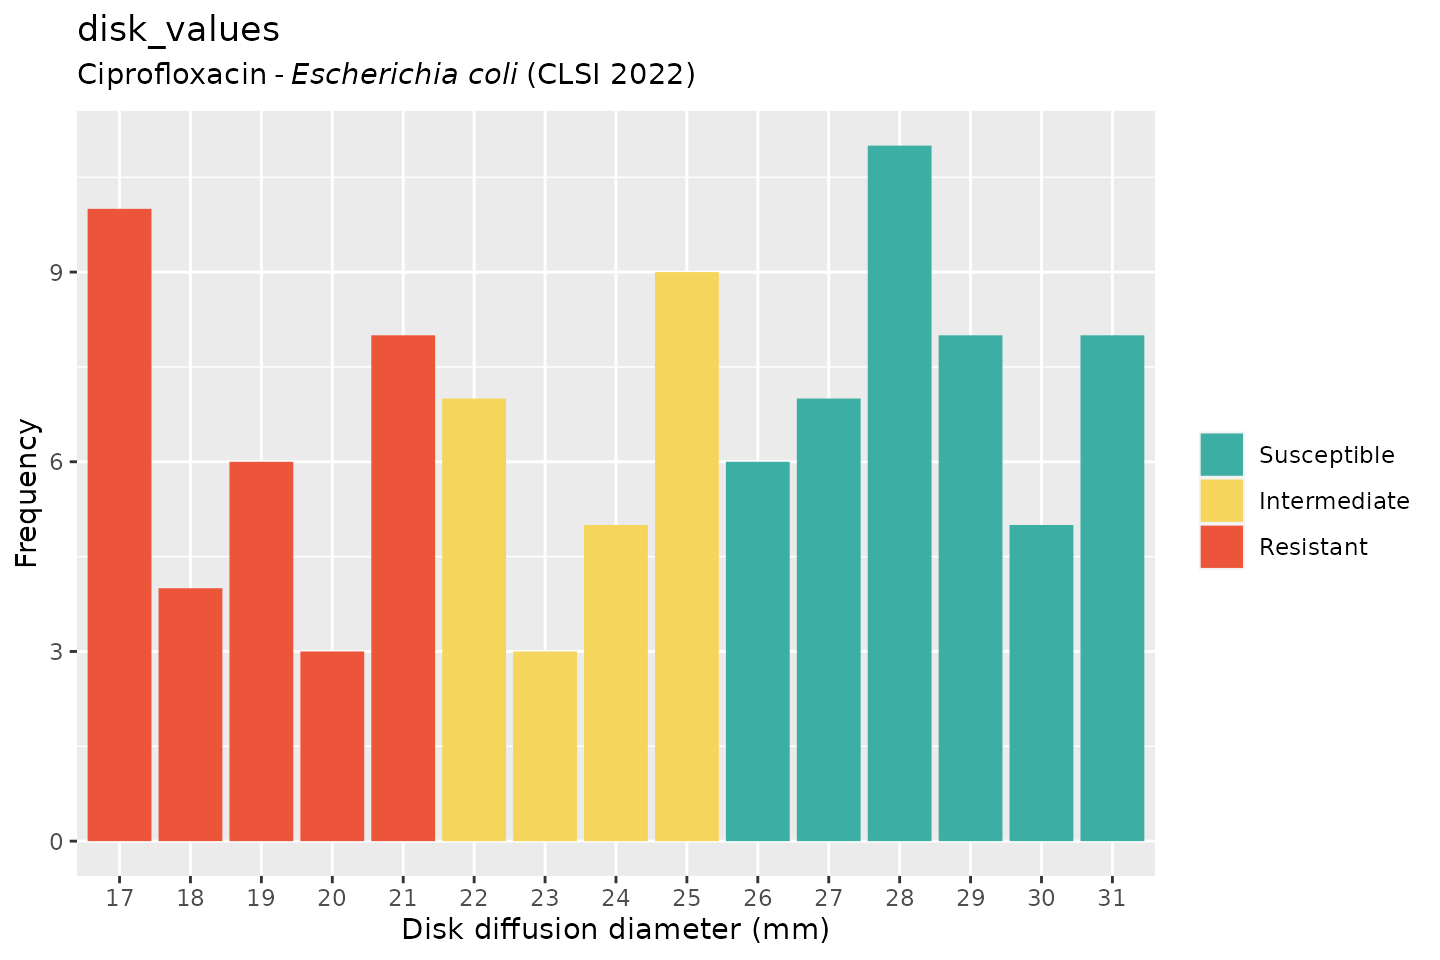 disk_values
Ciprofloxacin - Escherichia coli (CLSI 2022)
Frequency
9
6
3
0
17 18 19 20 21 22 23 24 25 26 27 28 29 30 31
Disk diffusion diameter (mm)
Susceptible
Intermediate
Resistant